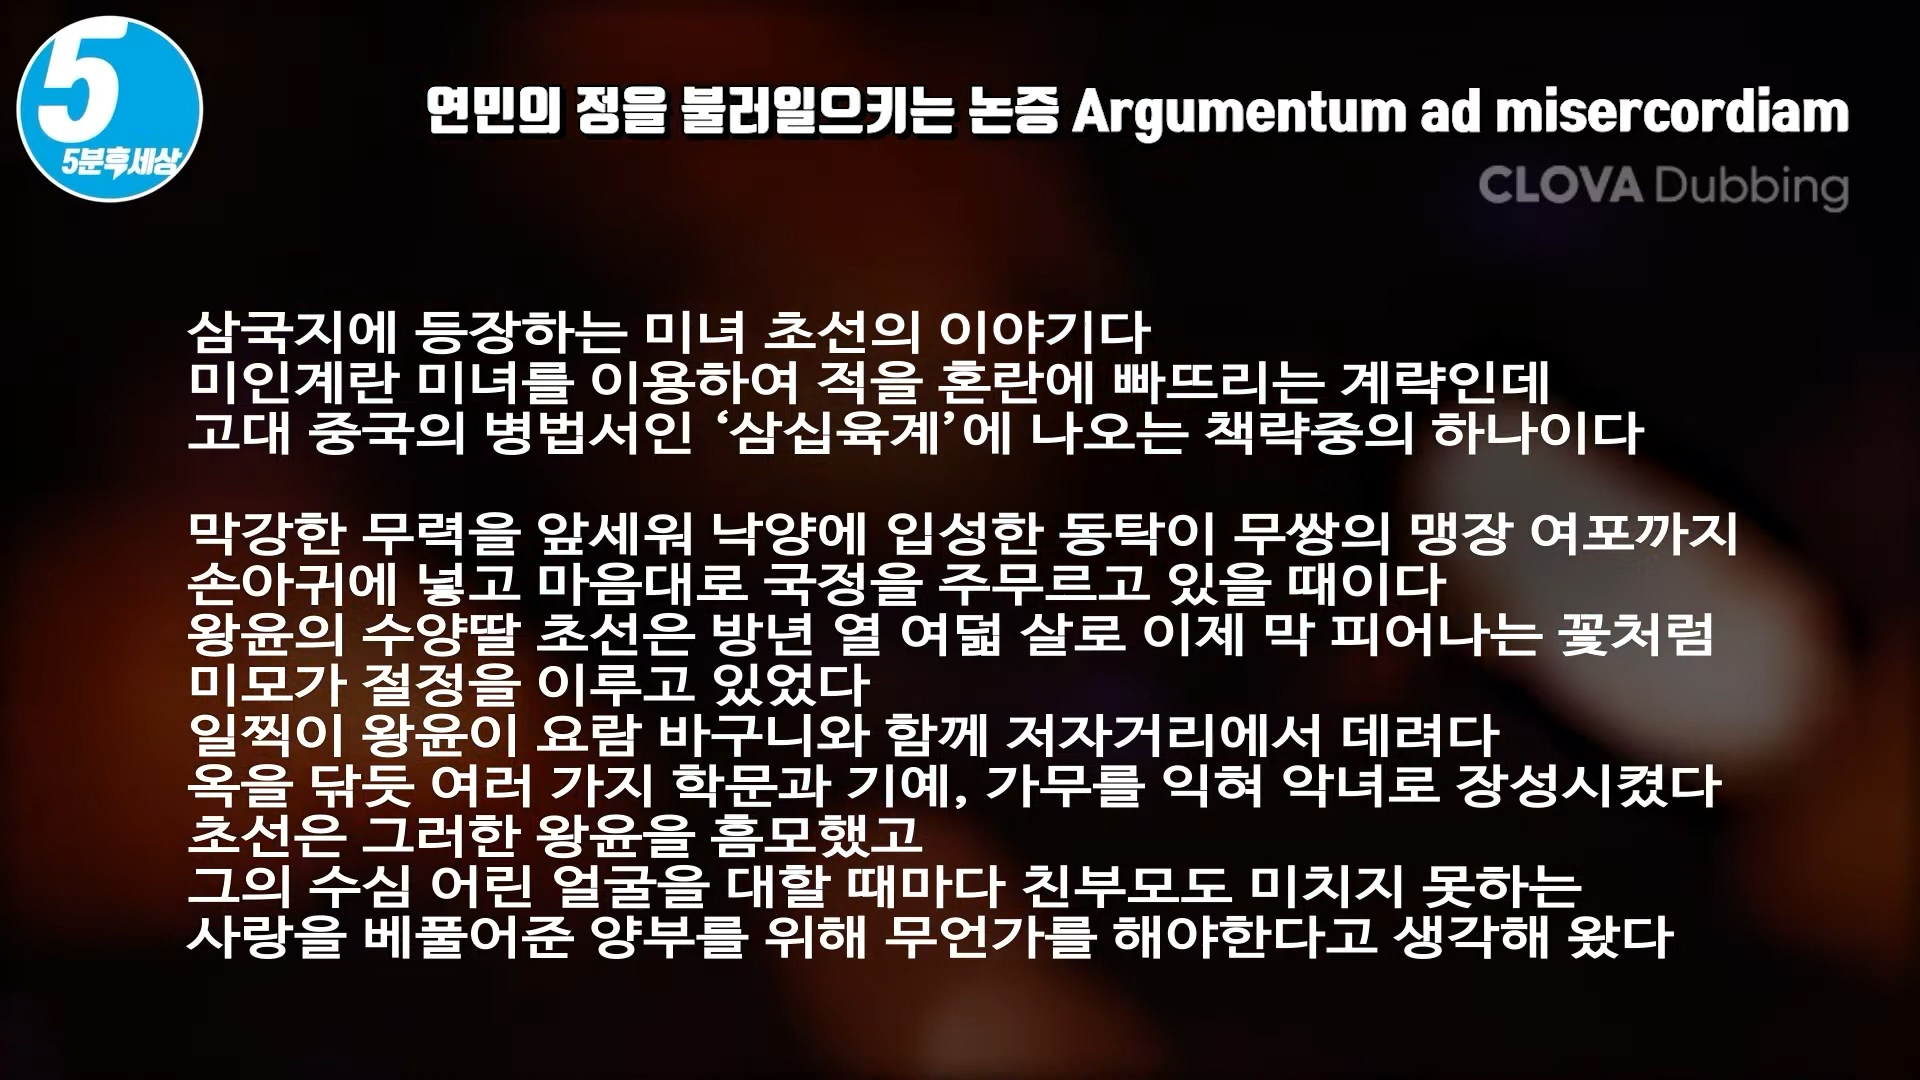 5
5분후세상
연민의 정을 불러일으키는 논증 Argumentum ad misercordiam
CLOVA Dubbing
삼국지에 등장하는 미녀 초선의 이야기다
미인계란 미녀를 이용하여 적을 혼란에 빠뜨리는 계략인데
고대 중국의 병법서인 ‘삼십육계’에 나오는 책략중의 하나이다
막강한 무력을 앞세워 낙양에 입성한 동탁이 무쌍의 맹장 여포까지
손아귀에 넣고 마음대로 국정을 주무르고 있을 때이다
왕윤의 수양딸 초선은 방년 열 여덟 살로 이제 막 피어나는 꽃처럼
미모가 절정을 이루고 있었다
일찍이 왕윤이 요람 바구니와 함께 저자거리에서 데려다
옥을 닦듯 여러 가지 학문과 기예, 가무를 익혀 악녀로 장성시켰다
초선은 그러한 왕윤을 흠모했고
그의 수심 어린 얼굴을 대할 때마다 친부모도 미치지 못하는
사랑을 베풀어준 양부를 위해 무언가를 해야한다고 생각해 왔다